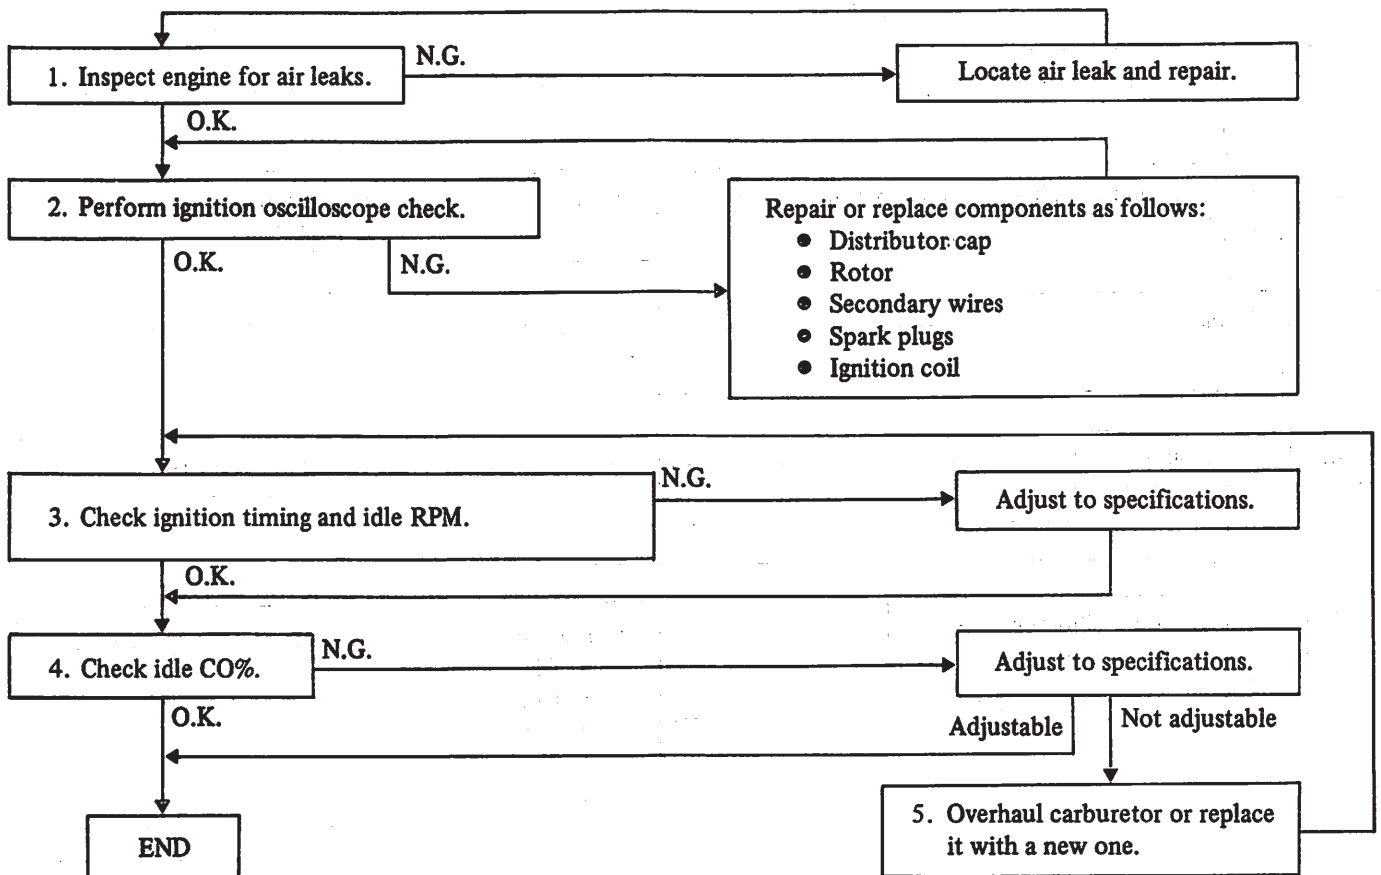 N.G.
1. Inspect engine for air leaks.
Locate air leak and repair.
O.K.
2. Perform ignition oscilloscope check.
Repair or replace components as follows:
● Distributor cap
● Rotor
● Secondary wires
● Spark plugs
● Ignition coil
O.K.
N.G.
N.G.
3. Check ignition timing and idle RPM.
Adjust to specifications.
O.K.
N.G.
4. Check idle CO%.
Adjust to specifications.
O.K.
Adjustable
Not adjustable
5. Overhaul carburetor or replace
it with a new one.
END